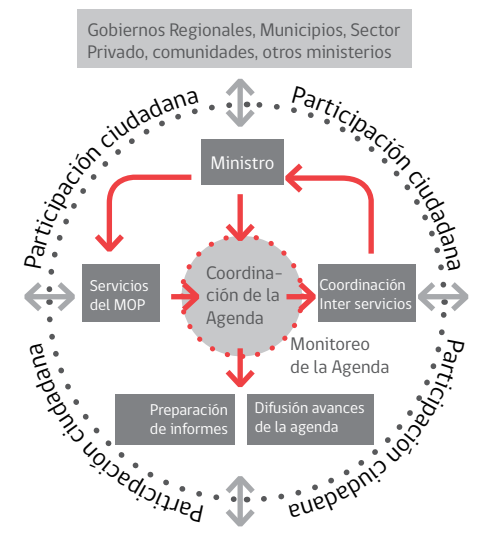 Gobiernos Regionales, Municipios, Sector
Privado, comunidades, otros ministerios
Participación ciudadana
Participación ciudadana
Ministro
Servicios
del MOP
Coordina-
ción de la
Agenda
Coordinación
Inter servicios
Monitoreo
de la Agenda
Preparación
de informes
Difusión avances
de la agenda
Participación ciudadana
Participación ciudadana